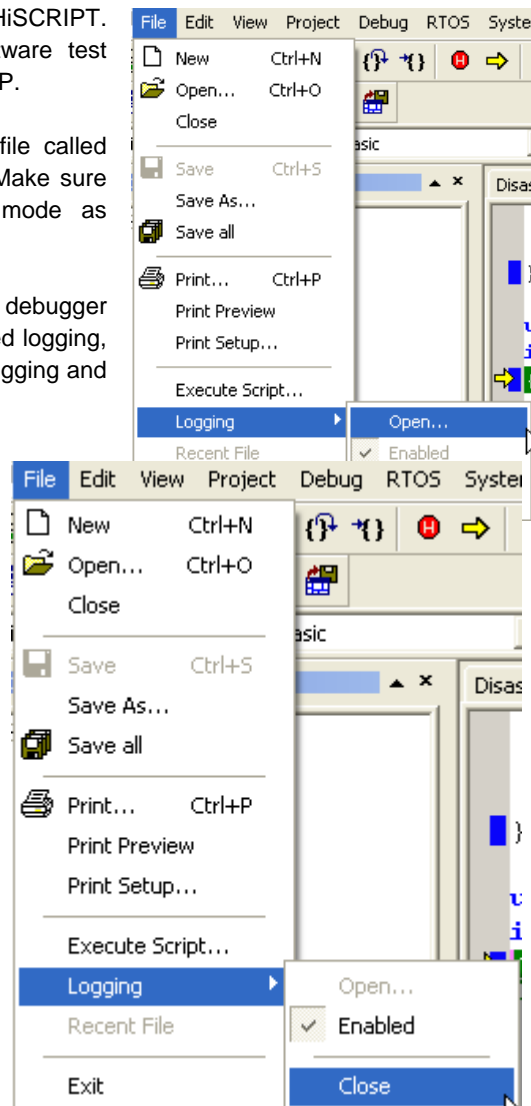 HiSCRIPT.
ware test
P.
file called
Make sure
mode as
debugger
ed logging,
gging and
File Edit View Project Debug RTOS Syste
New Ctrl+N
Open... Ctrl+O
Close
asic
Save Ctrl+S
Disas
Save As...
Save all
}
Print... Ctrl+P
Print Preview
u
Print Setup...
i
Execute Script...
Logging Open...
Recent File Enabled
File Edit View Project Debug RTOS Syster
New Ctrl+N
Open... Ctrl+O
Close
asic
Save Ctrl+S
Disas
Save As...
Save all
Print... Ctrl+P
}
Print Preview
Print Setup...
u
i
Execute Script...
Logging Open...
Recent File Enabled
Exit Close